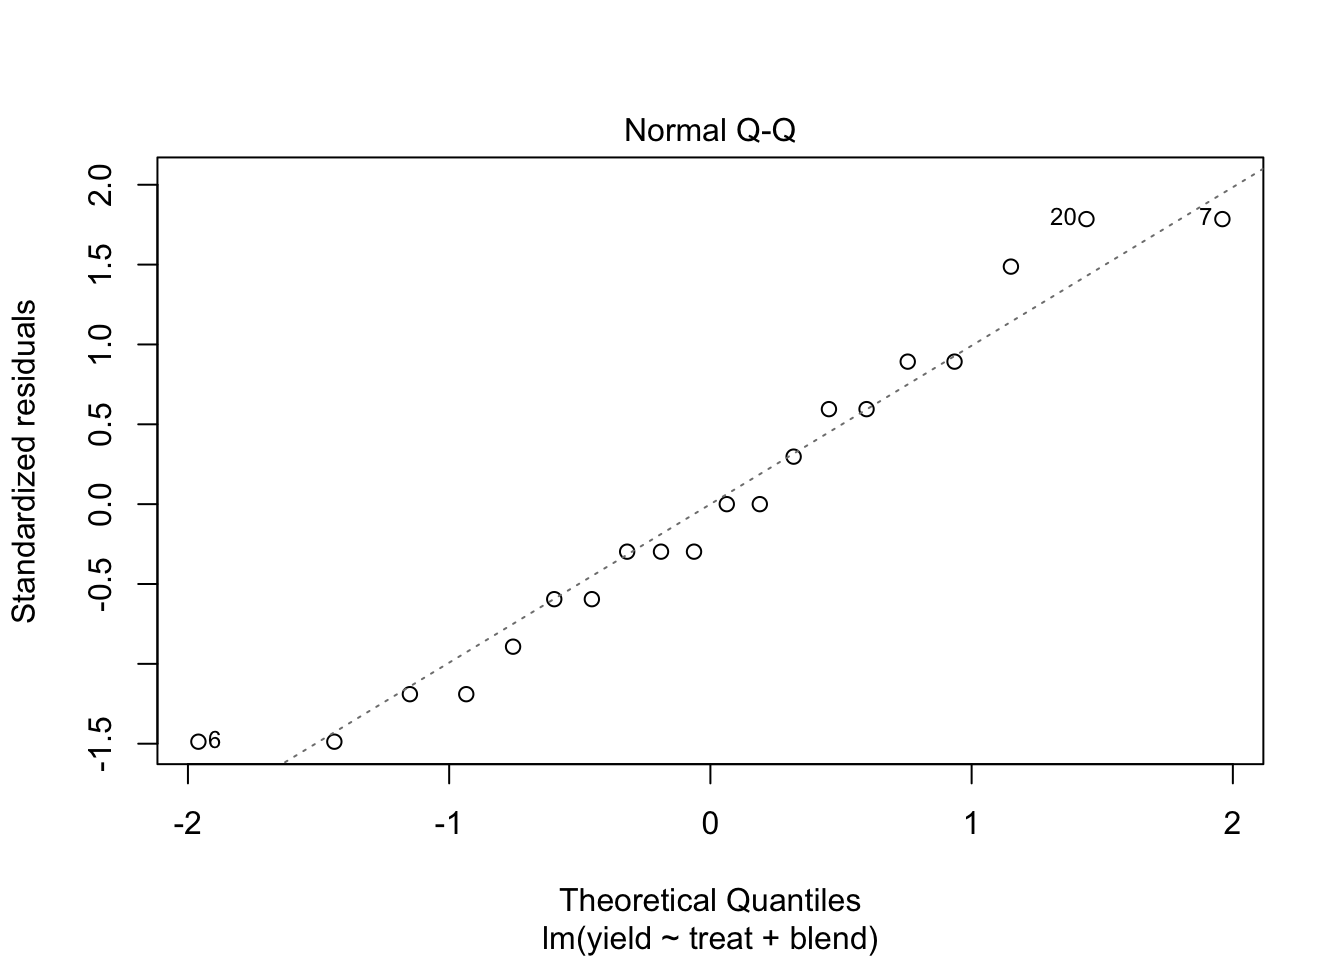 Normal Q-Q
Standardized residuals
2.0
1.5
1.0
0.5
0.0
-0.5
-1.5
20
7
6
-2 -1 0 1 2
Theoretical Quantiles
lm(yield ~ treat + blend)